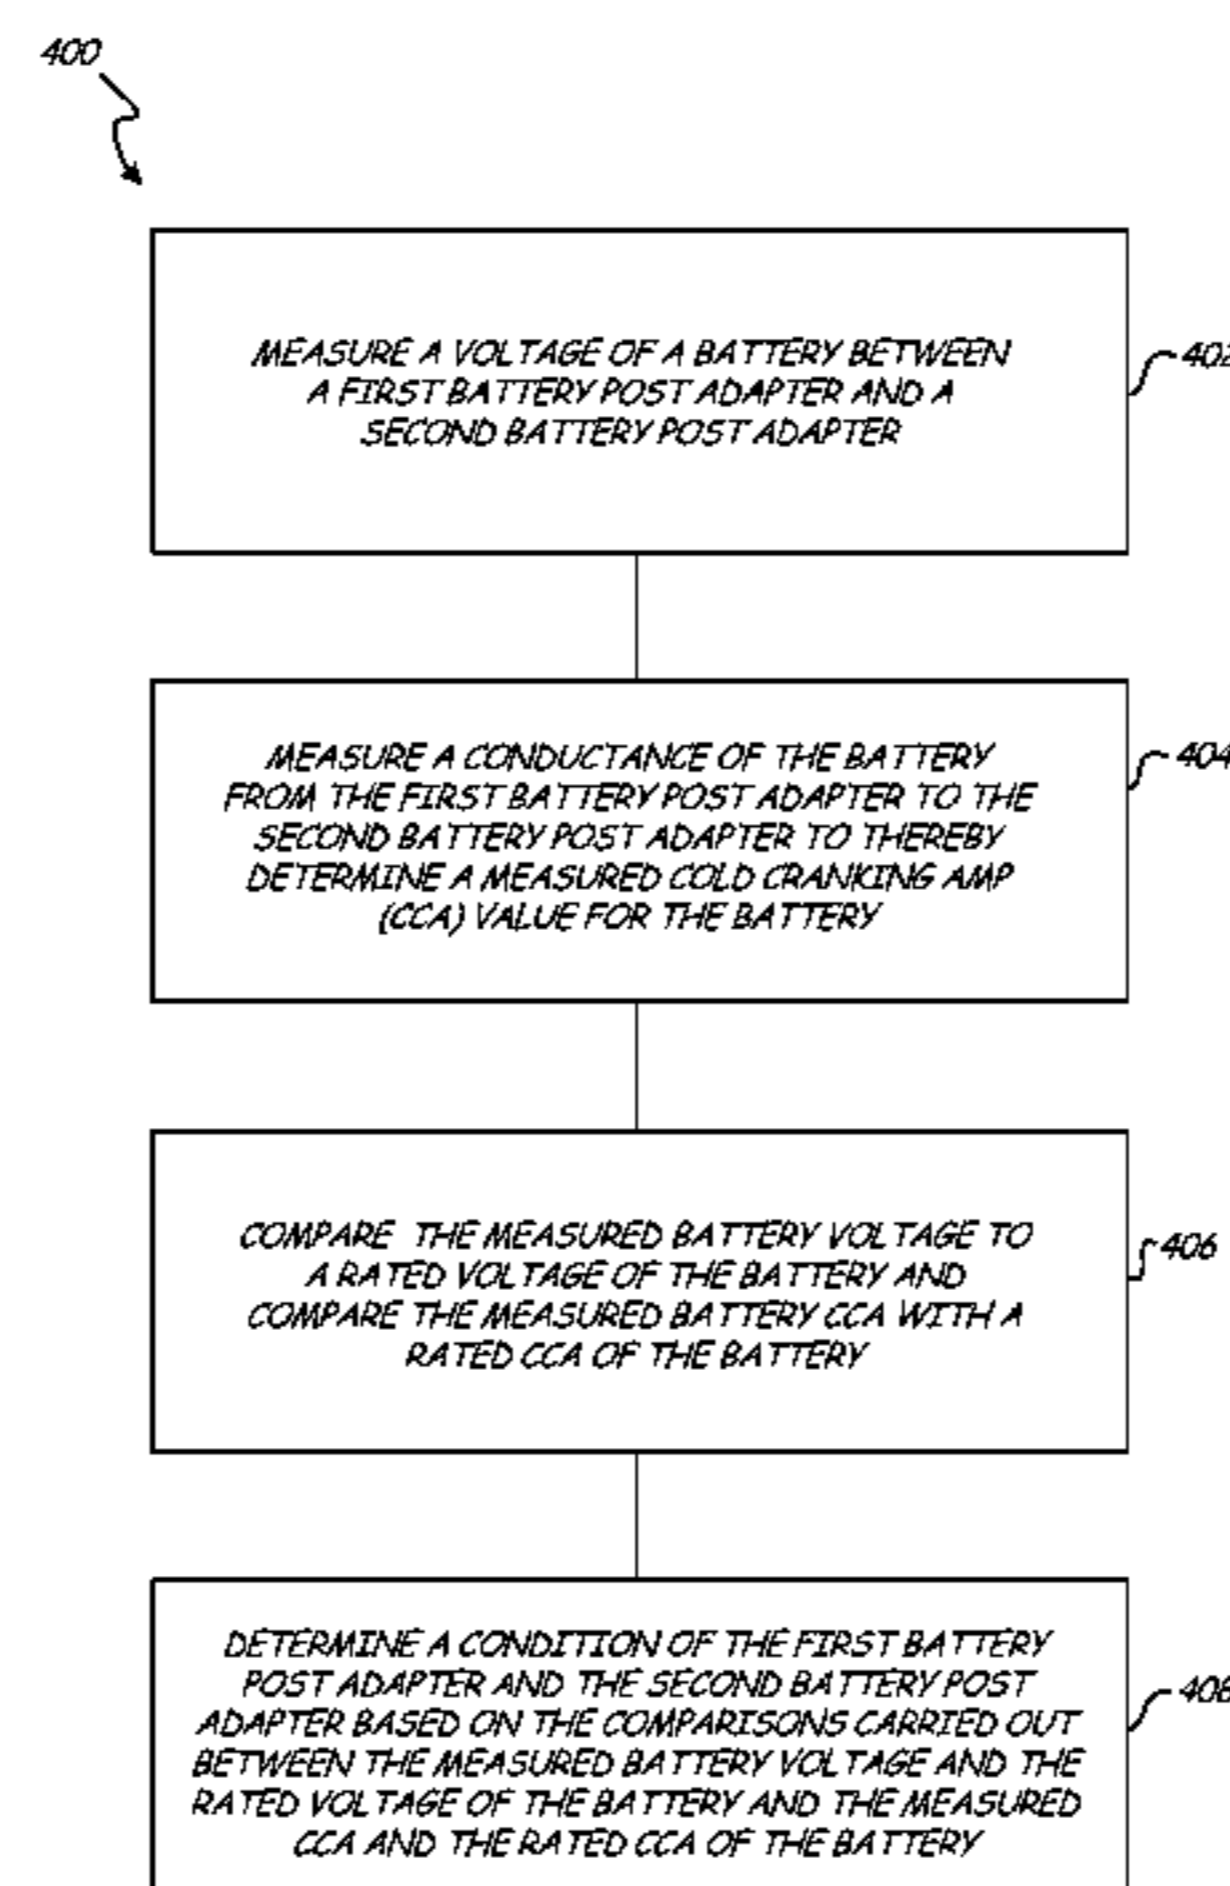 400
MEASURE A VOLTAGE OF A BATTERY BETWEEN
A FIRST BATTERY POST ADAPTER AND A
SECOND BATTERY POST ADAPTER
402
MEASURE A CONDUCTANCE OF THE BATTERY
FROM THE FIRST BATTERY POST ADAPTER TO THE
SECOND BATTERY POST ADAPTER TO THEREBY
DETERMINE A MEASURED COLD CRANKING AMP
(CCA) VALUE FOR THE BATTERY
404
COMPARE THE MEASURED BATTERY VOLTAGE TO
A RATED VOLTAGE OF THE BATTERY AND
COMPARE THE MEASURED BATTERY CCA WITH A
RATED CCA OF THE BATTERY
406
DETERMINE A CONDITION OF THE FIRST BATTERY
POST ADAPTER AND THE SECOND BATTERY POST
ADAPTER BASED ON THE COMPARISONS CARRIED OUT
BETWEEN THE MEASURED BATTERY VOLTAGE AND THE
RATED VOLTAGE OF THE BATTERY AND THE MEASURED
CCA AND THE RATED CCA OF THE BATTERY
408